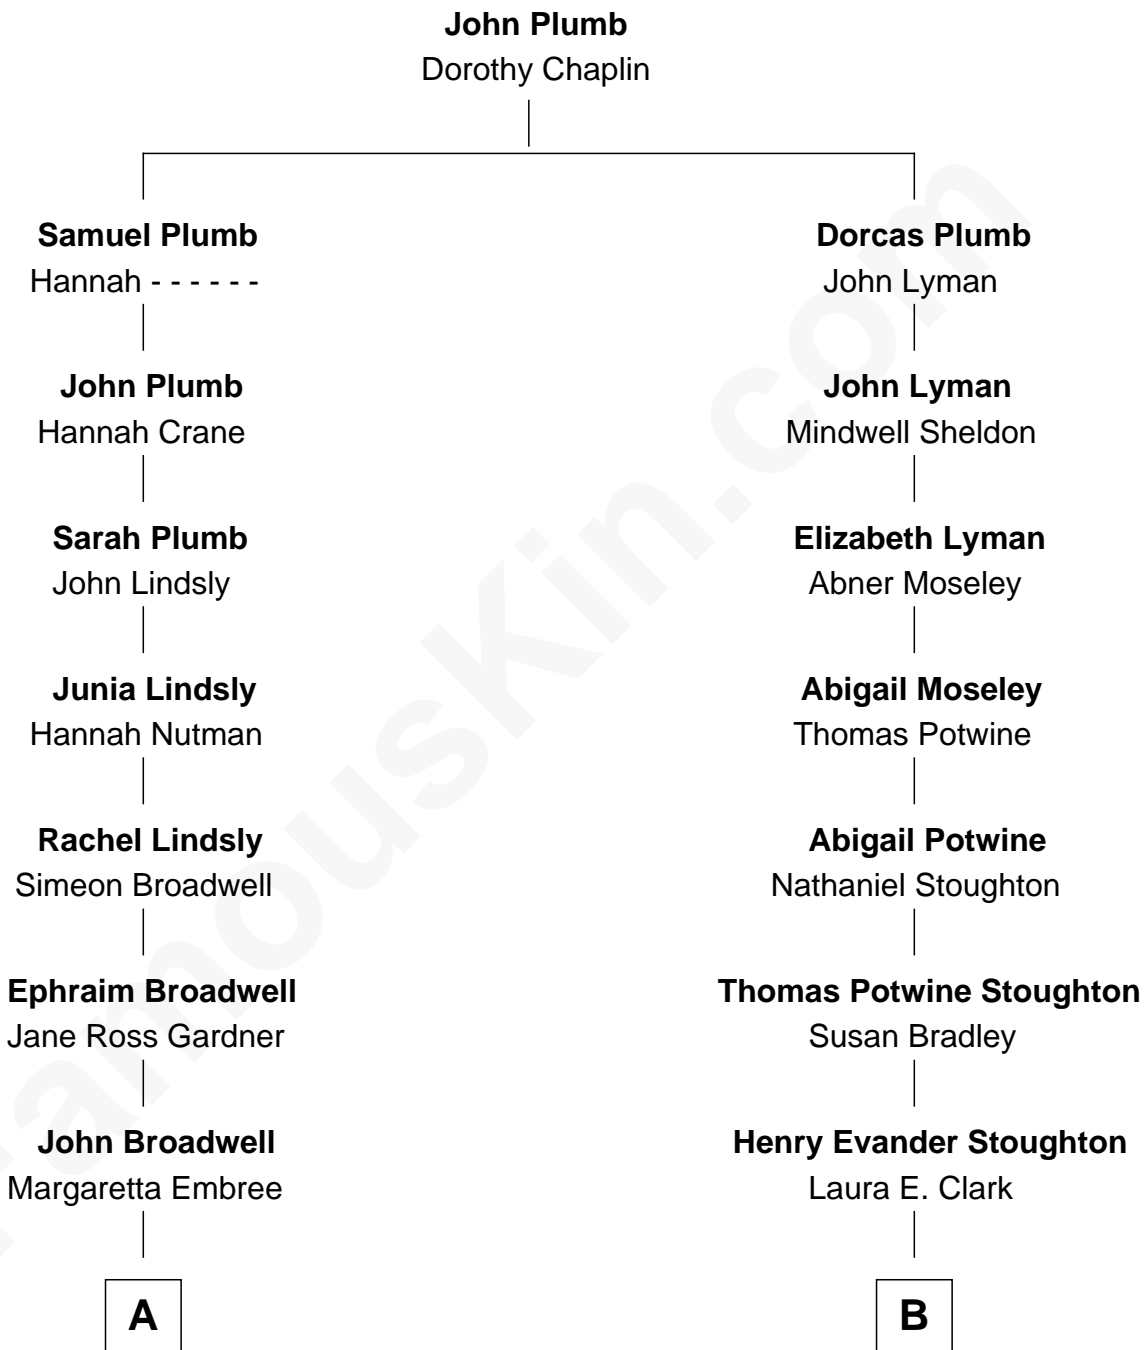 John Plumb
Dorothy Chaplin
Samuel Plumb
Hannah - - - - - -
Dorcas Plumb
John Lyman
John Plumb
Hannah Crane
John Lyman
Mindwell Sheldon
Sarah Plumb
John Lindsly
Elizabeth Lyman
Abner Moseley
Junia Lindsly
Hannah Nutman
Abigail Moseley
Thomas Potwine
Rachel Lindsly
Simeon Broadwell
Abigail Potwine
Nathaniel Stoughton
Ephraim Broadwell
Jane Ross Gardner
Thomas Potwine Stoughton
Susan Bradley
John Broadwell
Margaretta Embree
Henry Evander Stoughton
Laura E. Clark
A
B
FamousKin.com